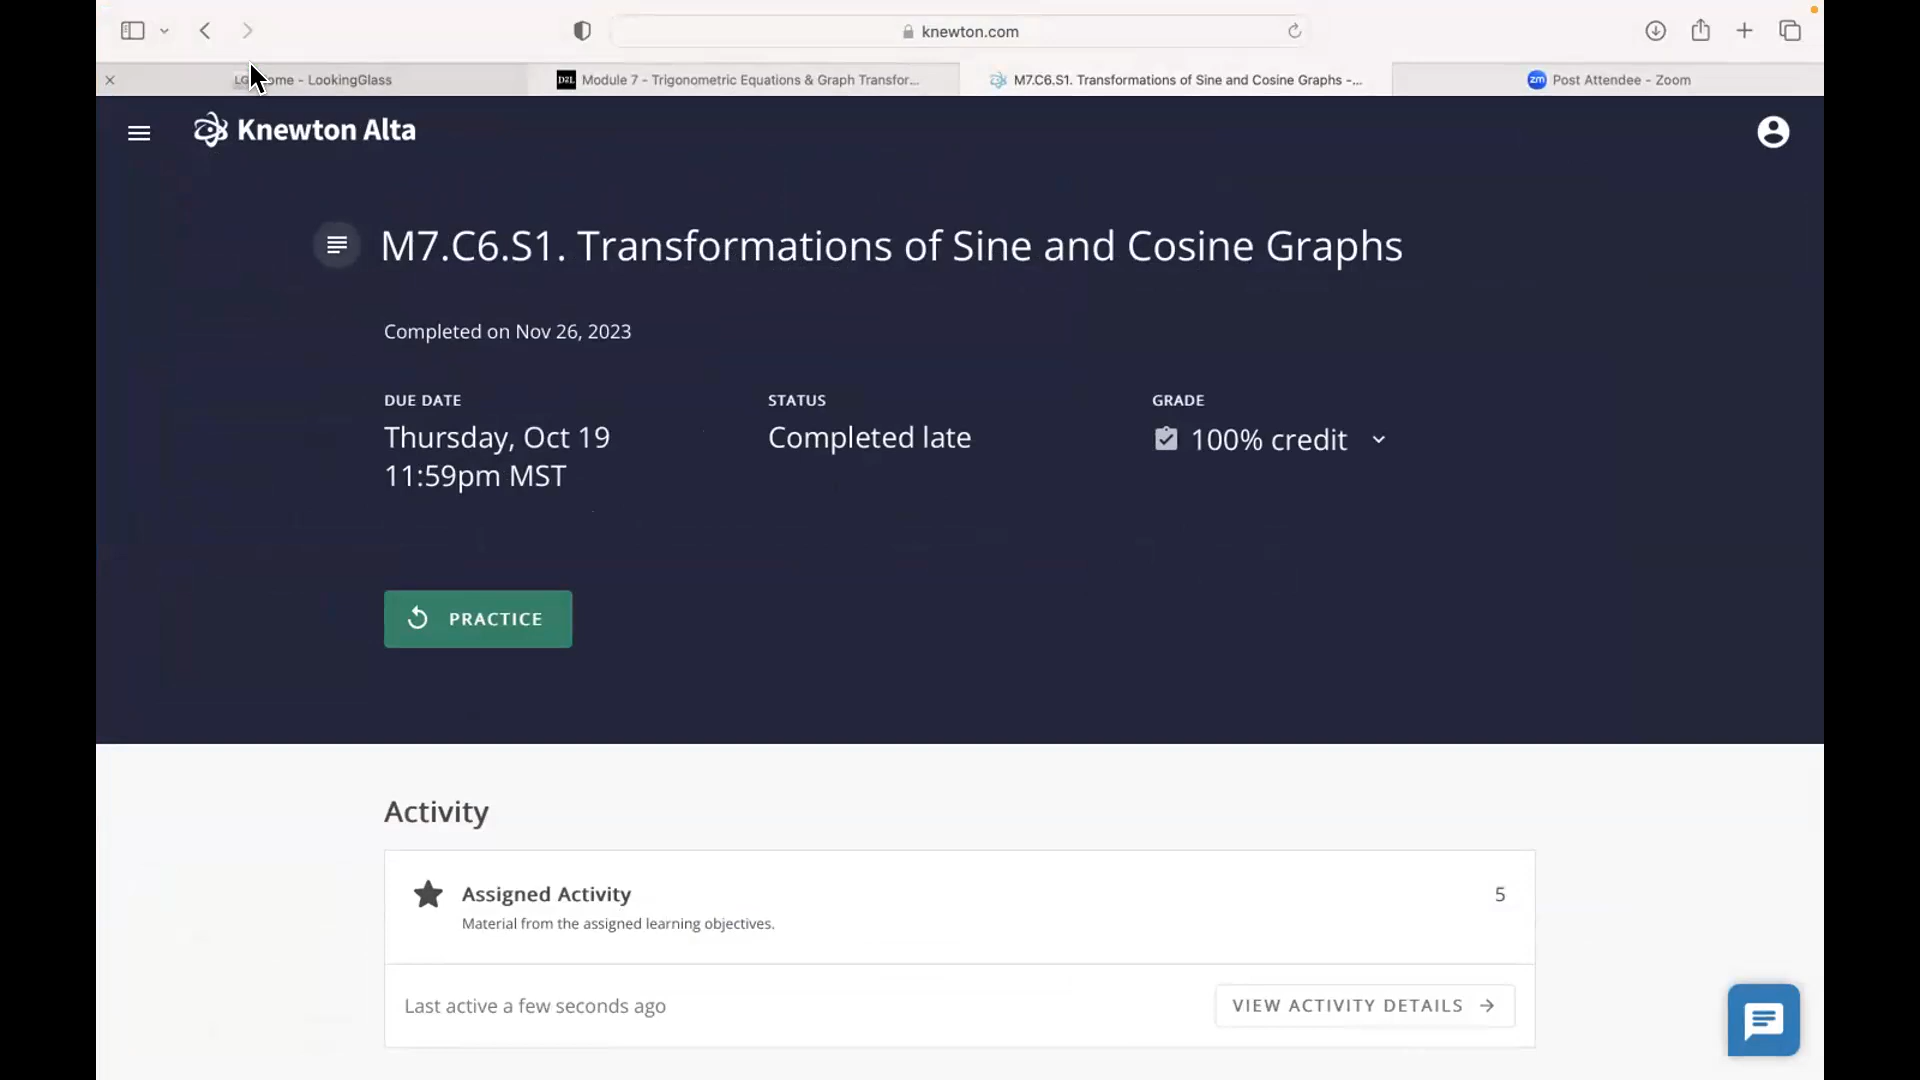 knewton.com
ome - LookingGlass
Module 7 - Trigonometric Equations & Graph Transfor...
M7.C6.S1. Transformations of Sine and Cosine Graphs -...
zm Post Attendee - Zoom
Knewton Alta
M7.C6.S1. Transformations of Sine and Cosine Graphs
Completed on Nov 26, 2023
DUE DATE
Thursday, Oct 19
11:59pm MST
STATUS
Completed late
GRADE
100% credit
PRACTICE
Activity
Assigned Activity
5
Material from the assigned learning objectives.
Last active a few seconds ago
VIEW ACTIVITY DETAILS